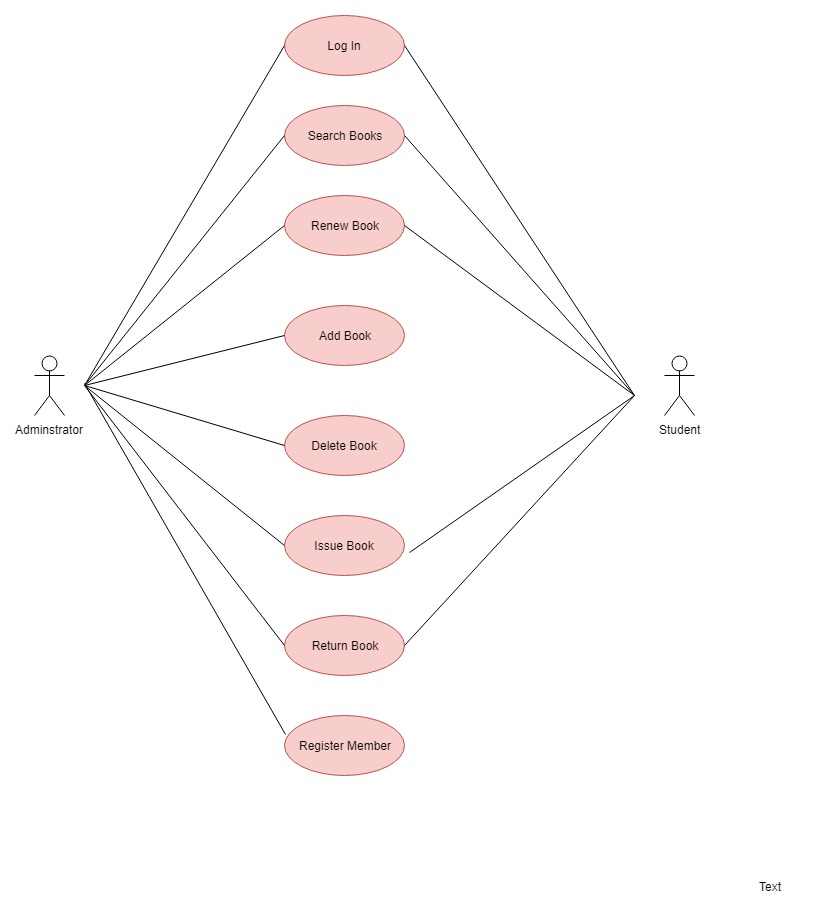 Log In
Search Books
Renew Book
Add Book
Adminstrator
Student
Delete Book
Issue Book
Return Book
Register Member
Text